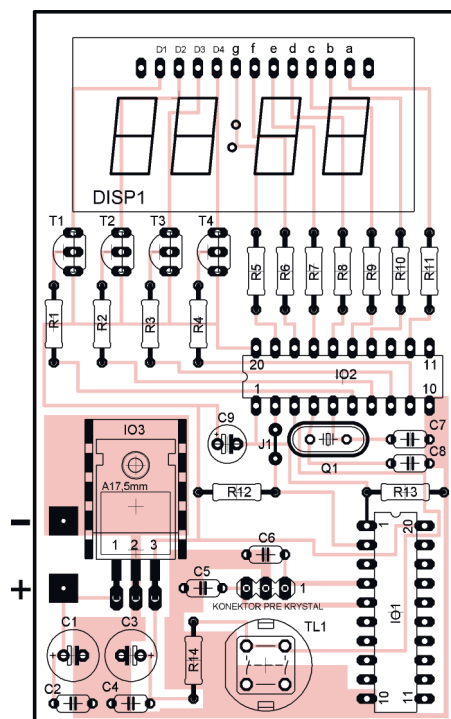 D1 D2 D3 D4 g f e d c b a
DISP1
T1 T2 T3 T4
R5 R6 R7 R8 R9 R10 R11
R1 R2 R3 R4
20 11
IO2
1 10
C9 J1 Q1 C7
C8
IO3
A17,5mm
R12 R13
1 20
- 
1 2 3
C6
+
C5 1
KONEKTOR PRE KRYSTAL
IO1
C1 C3 TL1
R14
C2 C4
10 11